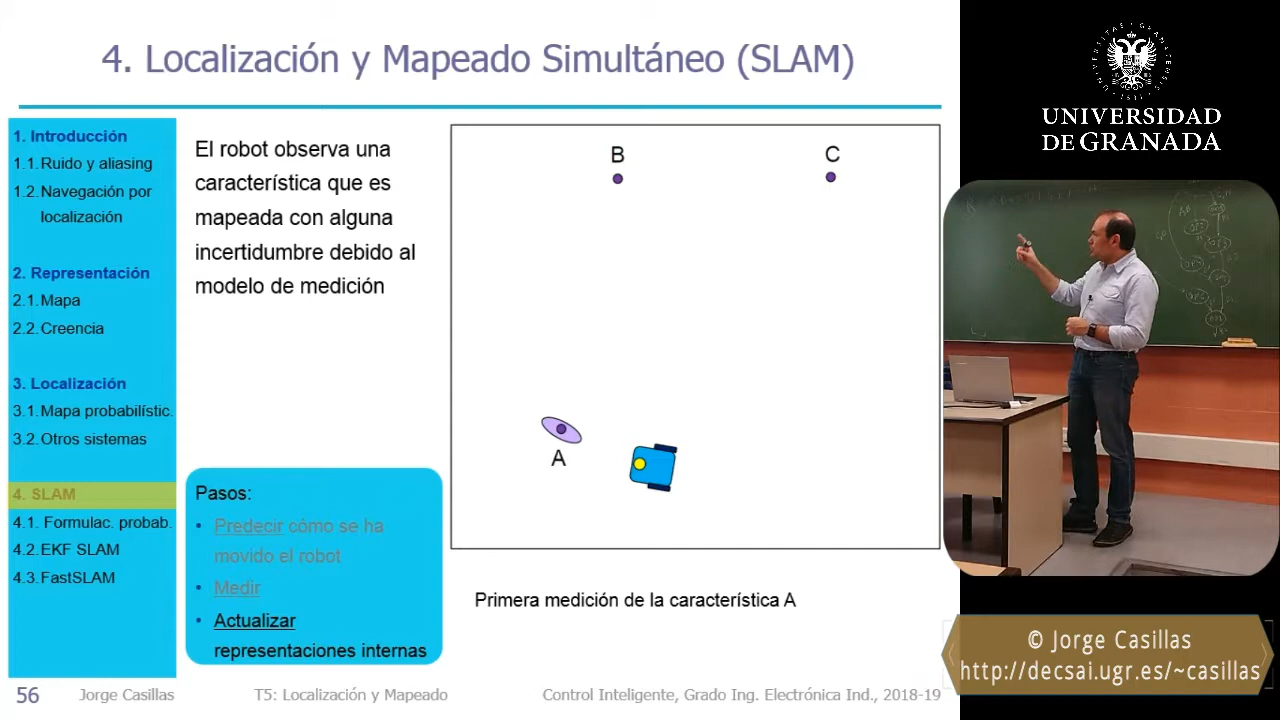 4. Localización y Mapeado Simultáneo (SLAM)
1. Introducción
1.1. Ruido y aliasing
1.2. Navegación por
localización
2. Representación
2.1. Mapa
2.2. Creencia
3. Localización
3.1. Mapa probabilístic.
3.2. Otros sistemas
4. SLAM
4.1. Formulac. probab.
4.2. EKF SLAM
4.3. FastSLAM
El robot observa una
característica que es
mapeada con alguna
incertidumbre debido al
modelo de medición
Pasos:
• Predecir cómo se ha
movido el robot
• Medir
• Actualizar
representaciones internas
B
C
A
Primera medición de la característica A
56
Jorge Casillas
T5: Localización y Mapeado
Control Inteligente, Grado Ing. Electrónica Ind., 2018-19
UNIVERSIDAD
DE GRANADA
© Jorge Casillas
http://decsai.ugr.es/~casillas